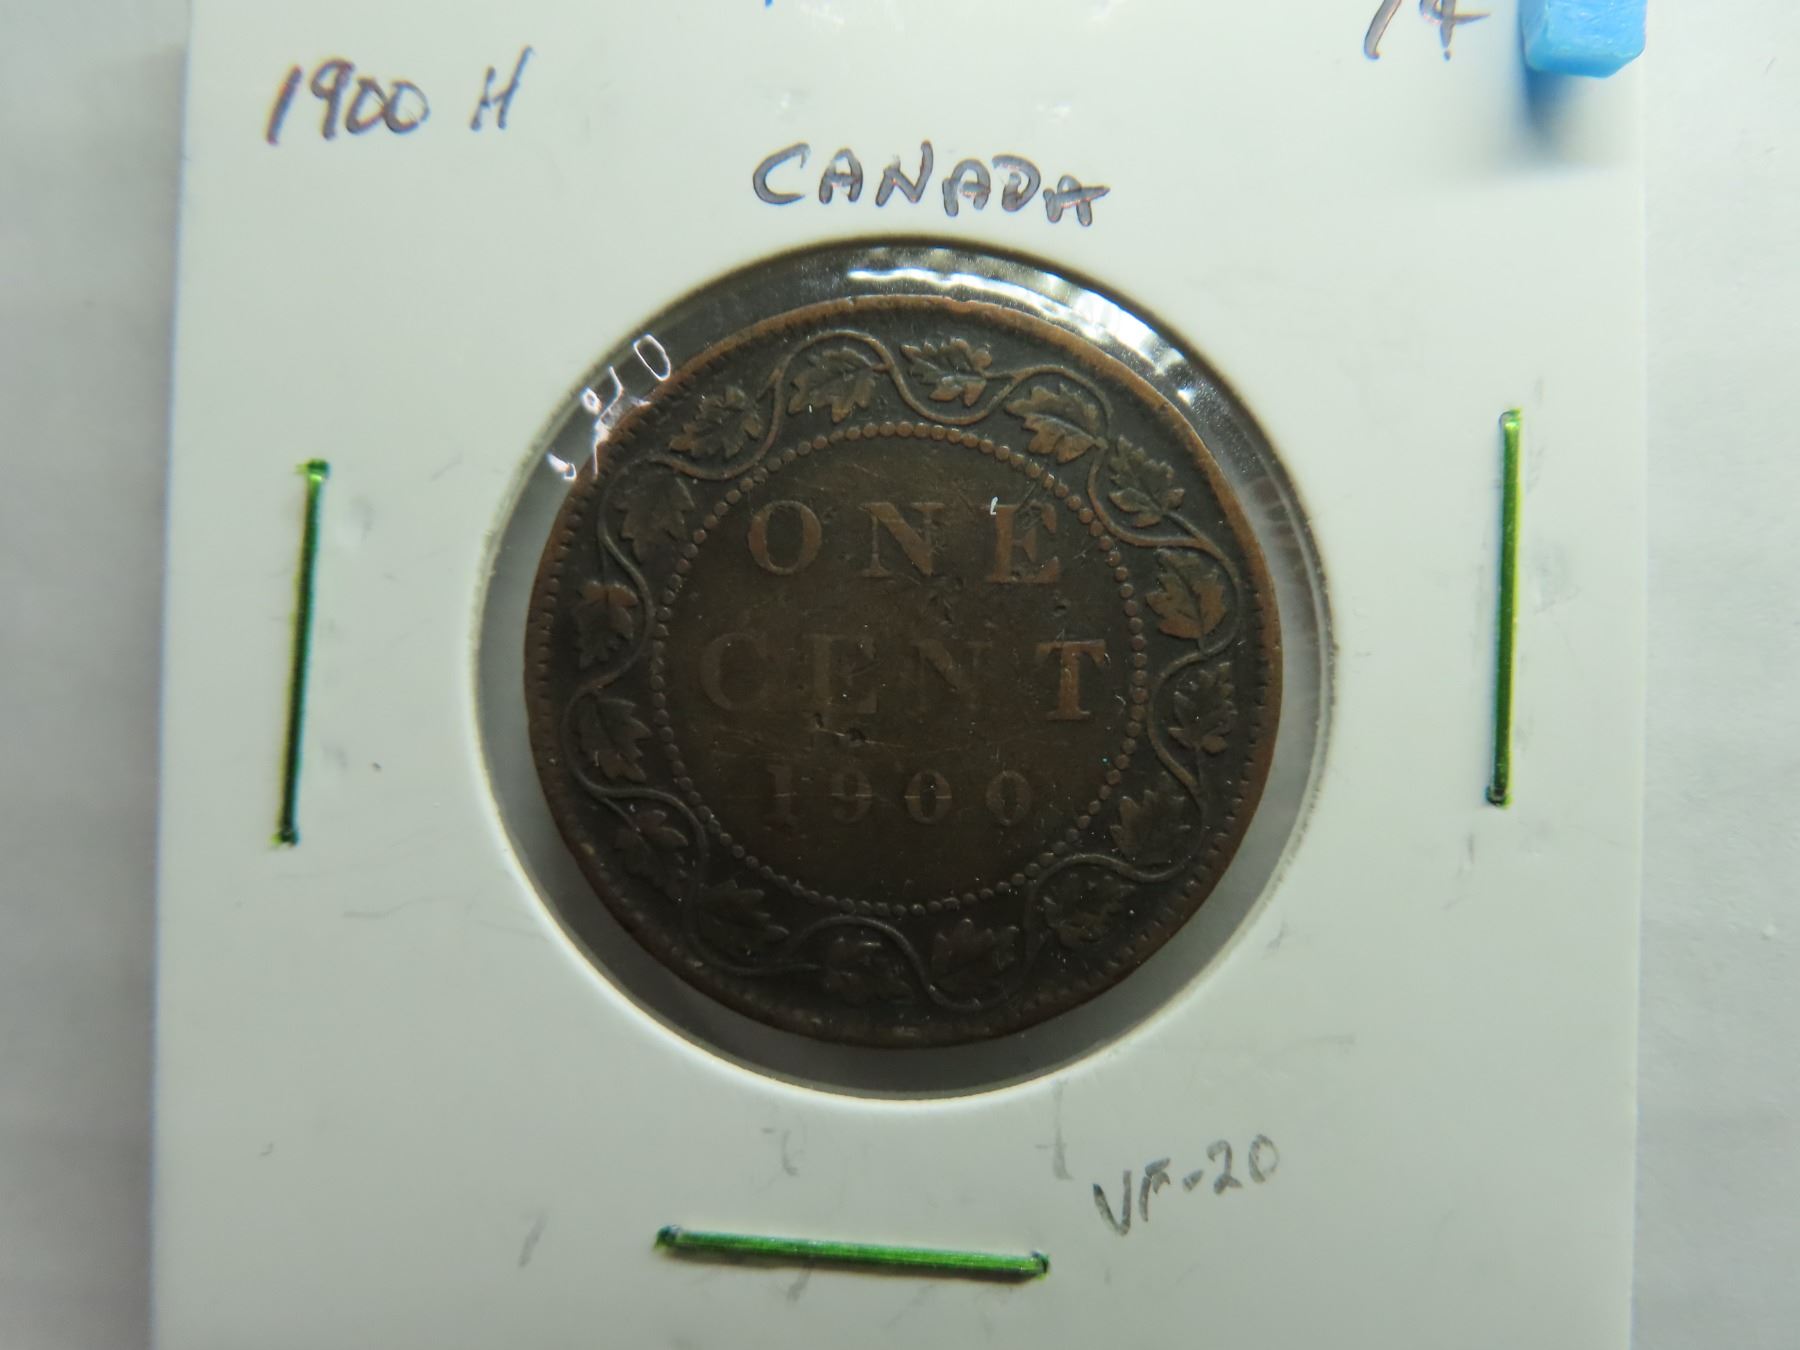 1¢
1900 H
CANADA
ONE
CENT
1900
VF-20